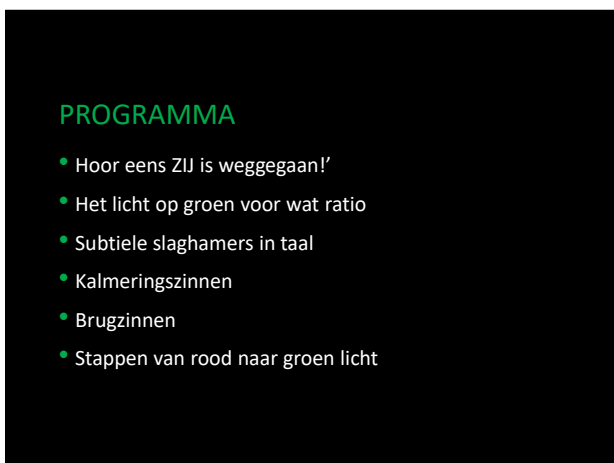 PROGRAMMA
• Hoor eens ZIJ is weggegaan!’
• Het licht op groen voor wat ratio
• Subtiele slaghamers in taal
• Kalmeringszinnen
• Brugzinnen
• Stappen van rood naar groen licht